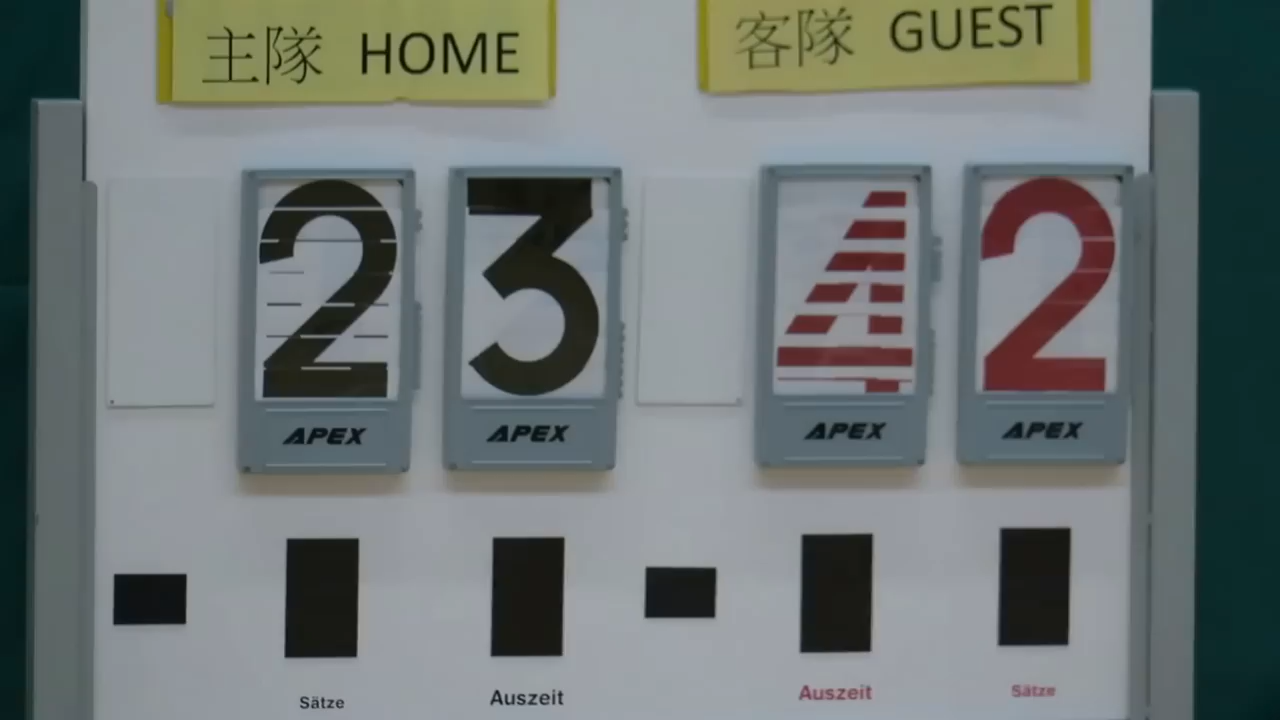 主隊 HOME
客隊 GUEST
2 3
4 2
APEX
APEX
APEX
APEX
Sätze
Auszeit
Auszeit
Sätze